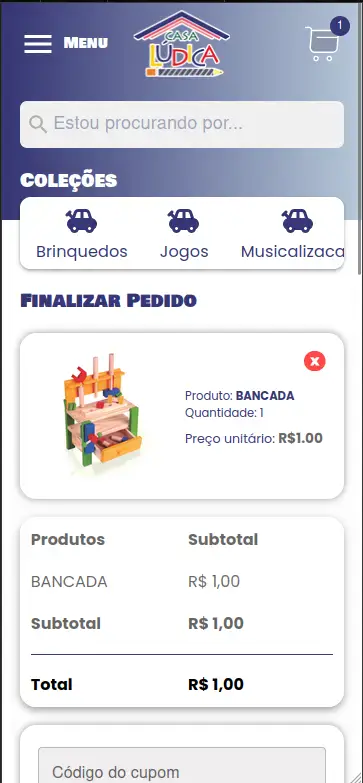 Menu
CASA
LÚDICA
1
Estou procurando por...
Coleções
Brinquedos Jogos Musicalizaca
Finalizar Pedido
x
Produto: BANCADA
Quantidade: 1
Preço unitário: R$1.00
Produtos Subtotal
BANCADA R$ 1,00
Subtotal R$ 1,00
Total R$ 1,00
Código do cupom